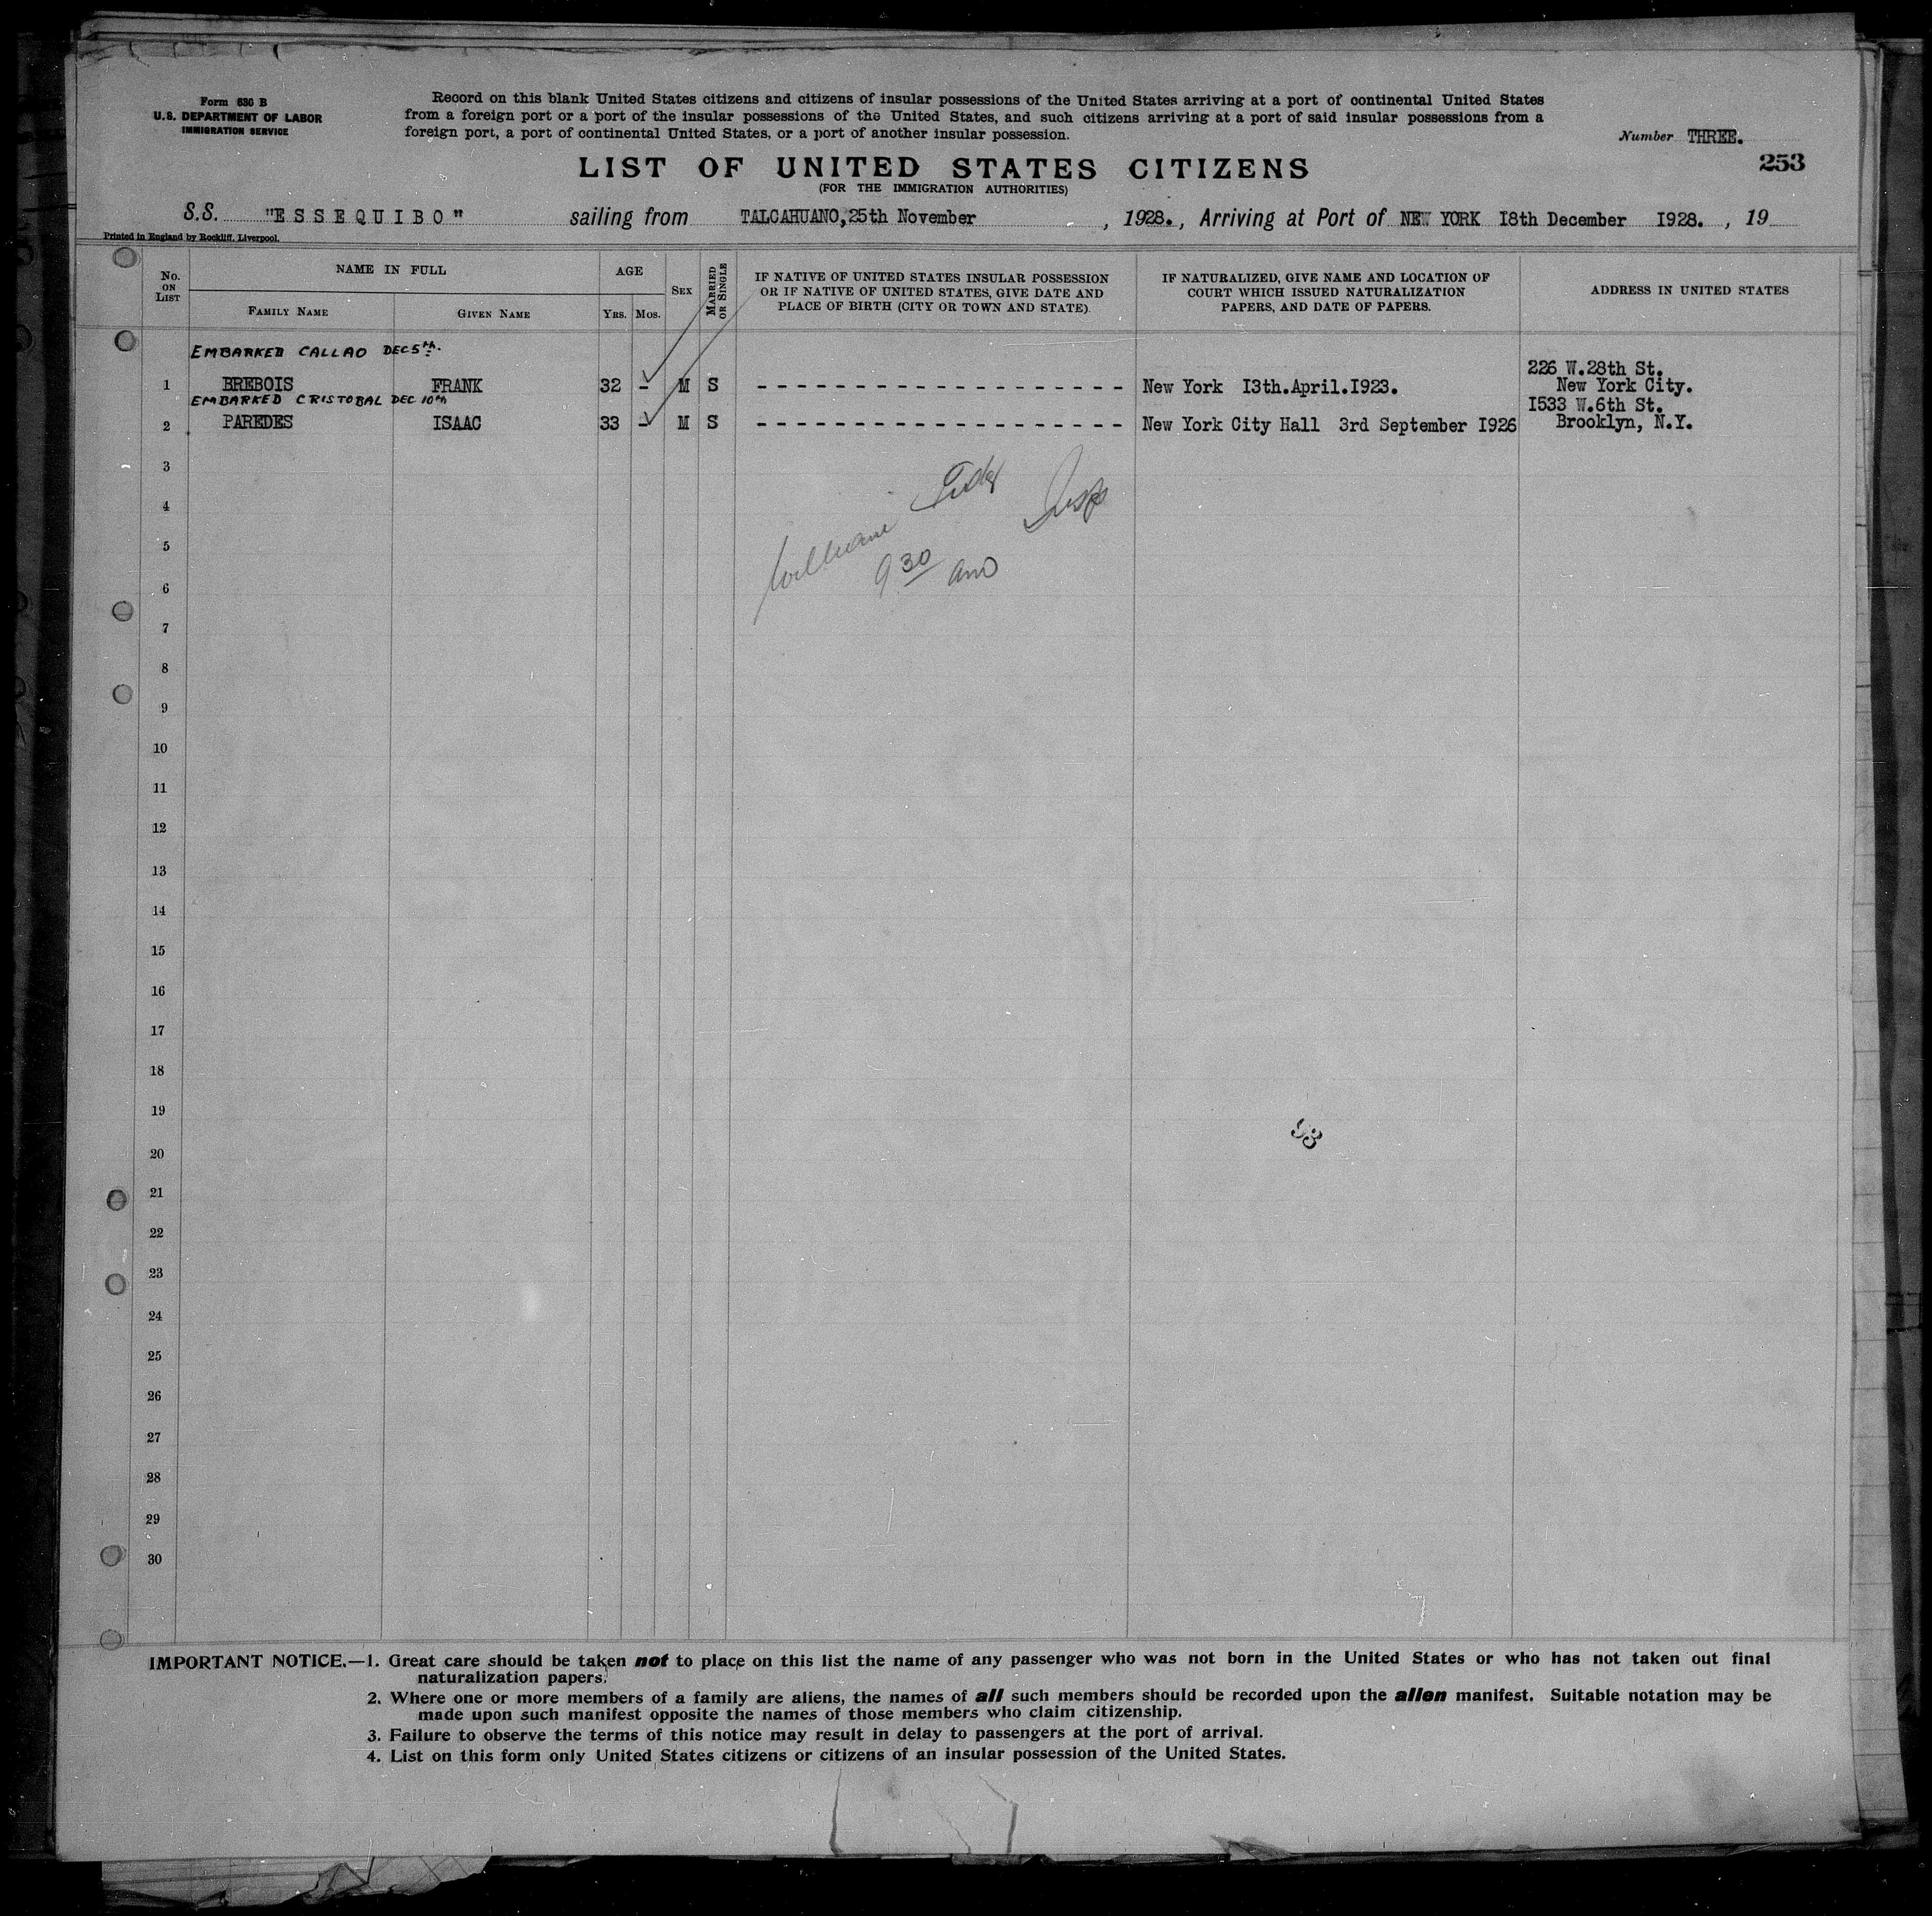 Form 630 B
U.S. DEPARTMENT OF LABOR
IMMIGRATION SERVICE
Record on this blank United States citizens and citizens of insular possessions of the United States arriving at a port of continental United States
from a foreign port or a port of the insular possessions of the United States, and such citizens arriving at a port of said insular possessions from a
foreign port, a port of continental United States, or a port of another insular possession.
Number THREE.
253
LIST OF UNITED STATES CITIZENS
(FOR THE IMMIGRATION AUTHORITIES)
S.S. "ESSEQUIBO" sailing from TALCAHUANO, 25th November, 1928., Arriving at Port of NEW YORK I8th December I928., 19
Printed in England by Rockliff, Liverpool.
No. ON LIST
NAME IN FULL
FAMILY NAME
GIVEN NAME
AGE
YRS.
MOS.
SEX
MARRIED OR SINGLE
IF NATIVE OF UNITED STATES INSULAR POSSESSION
OR IF NATIVE OF UNITED STATES, GIVE DATE AND
PLACE OF BIRTH (CITY OR TOWN AND STATE).
IF NATURALIZED, GIVE NAME AND LOCATION OF
COURT WHICH ISSUED NATURALIZATION
PAPERS, AND DATE OF PAPERS.
ADDRESS IN UNITED STATES
EMBARKED CALLAO DEC 5th.
226 W.28th St.
1 BREBOIS FRANK 32 - M S - - - - - - - - - - - - - - - - - - - - New York I3th.April.I923. New York City.
EMBARKED CRISTOBAL DEC 10th
I533 W.6th St.
2 PAREDES ISAAC 33 - M S - - - - - - - - - - - - - - - - - - - - New York City Hall 3rd September I926 Brooklyn, N.Y.
3
4
William Insp
5
9 30 am
6
7
8
9
10
11
12
13
14
15
16
17
18
19
98
20
21
22
23
24
25
26
27
28
29
30
IMPORTANT NOTICE.—1. Great care should be taken not to place on this list the name of any passenger who was not born in the United States or who has not taken out final
naturalization papers.
2. Where one or more members of a family are aliens, the names of all such members should be recorded upon the alien manifest. Suitable notation may be
made upon such manifest opposite the names of those members who claim citizenship.
3. Failure to observe the terms of this notice may result in delay to passengers at the port of arrival.
4. List on this form only United States citizens or citizens of an insular possession of the United States.